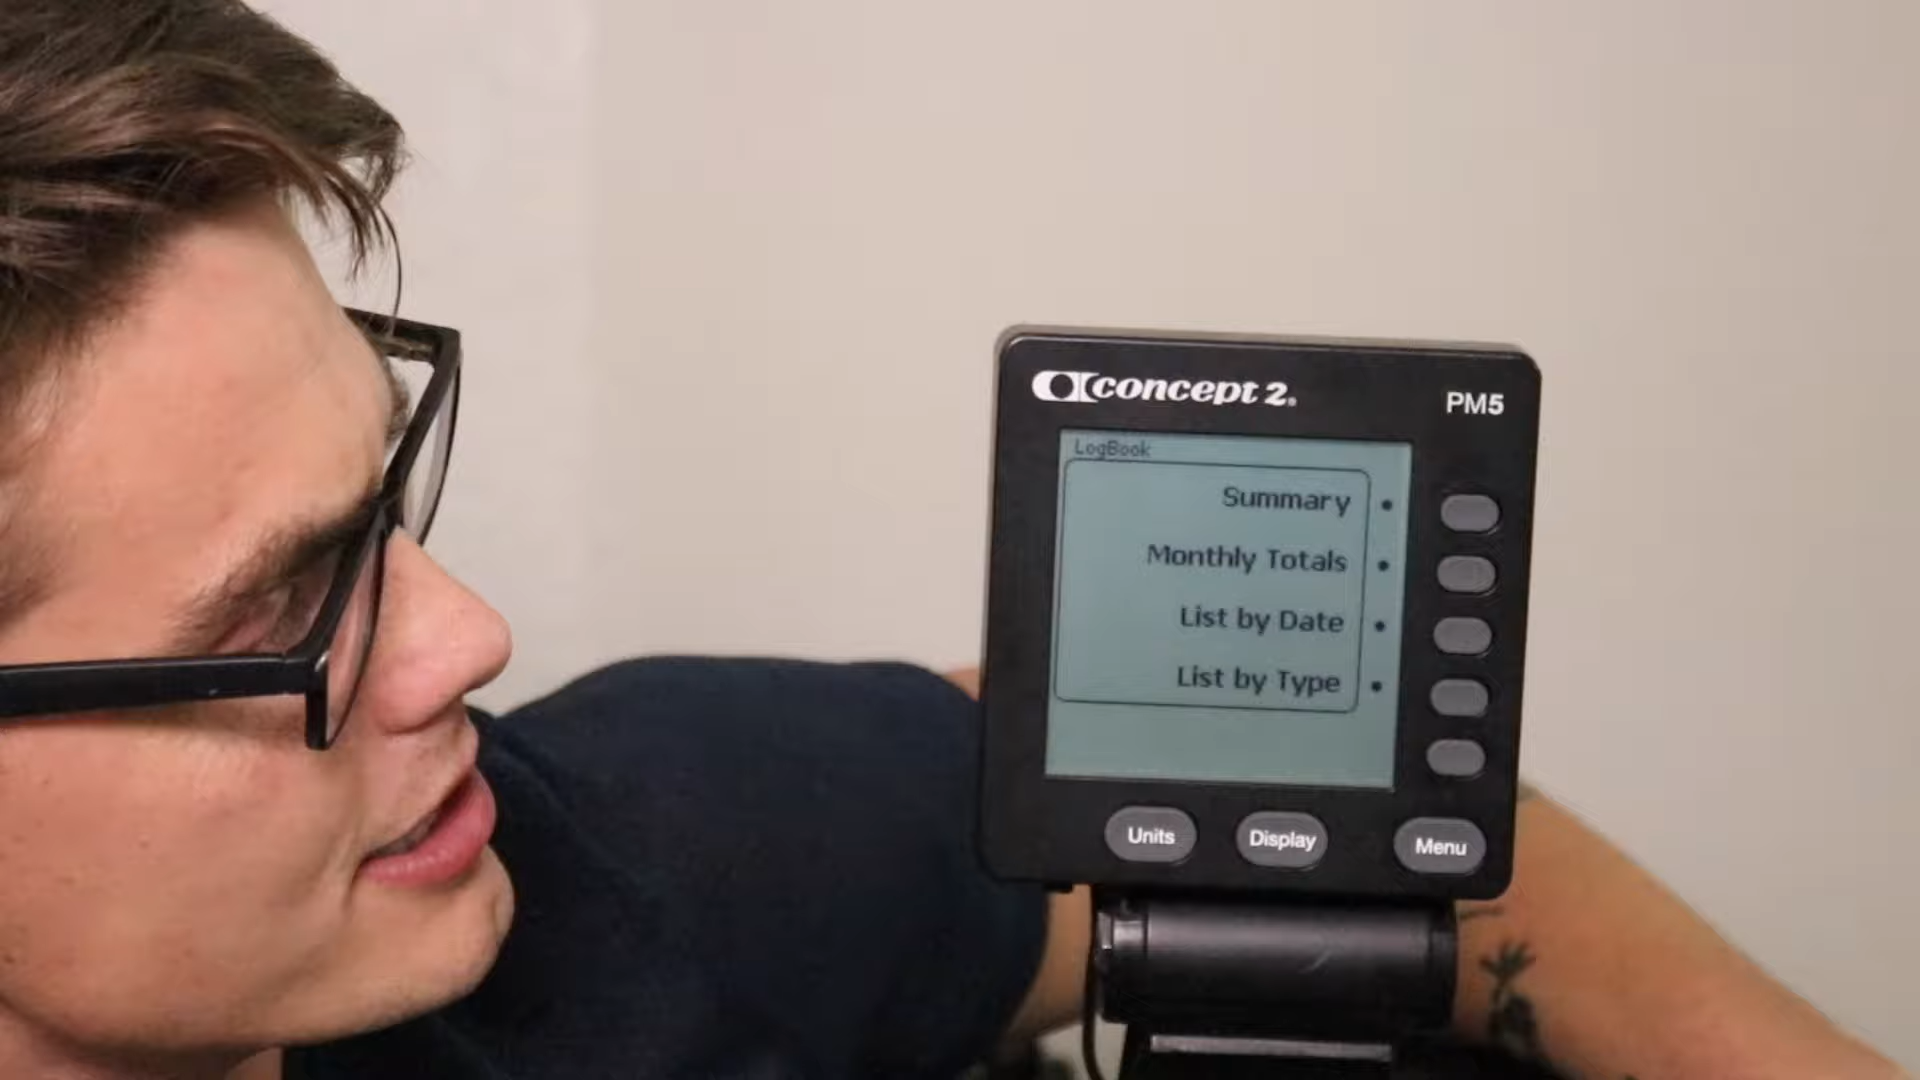 concept 2®
PM5
LogBook
Summary
Monthly Totals
List by Date
List by Type
Units
Display
Menu